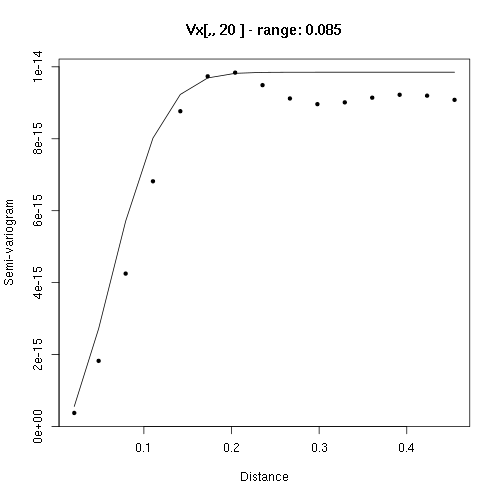 Vx[,, 20 ] - range: 0.085
Semi-variogram
1e-14
8e-15
6e-15
4e-15
2e-15
0e+00
0.1 0.2 0.3 0.4
Distance